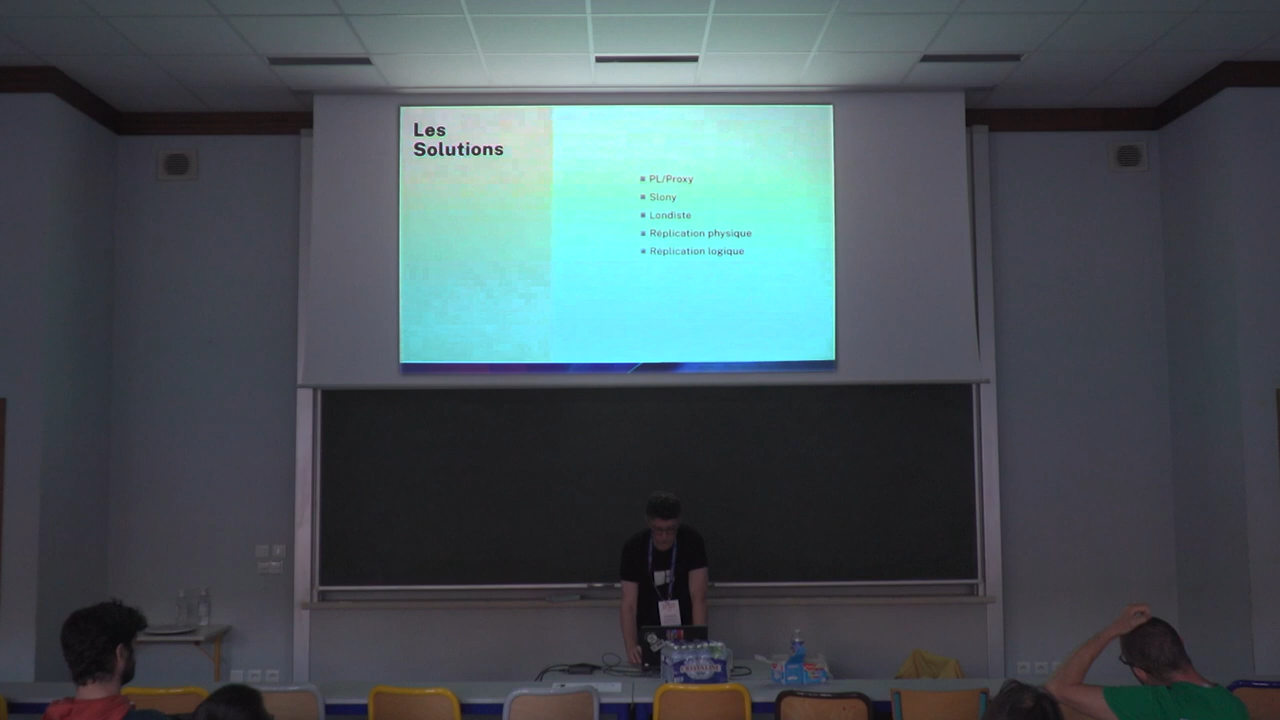 Les
Solutions
PL/Proxy
Slony
Londiste
Réplication physique
Réplication logique